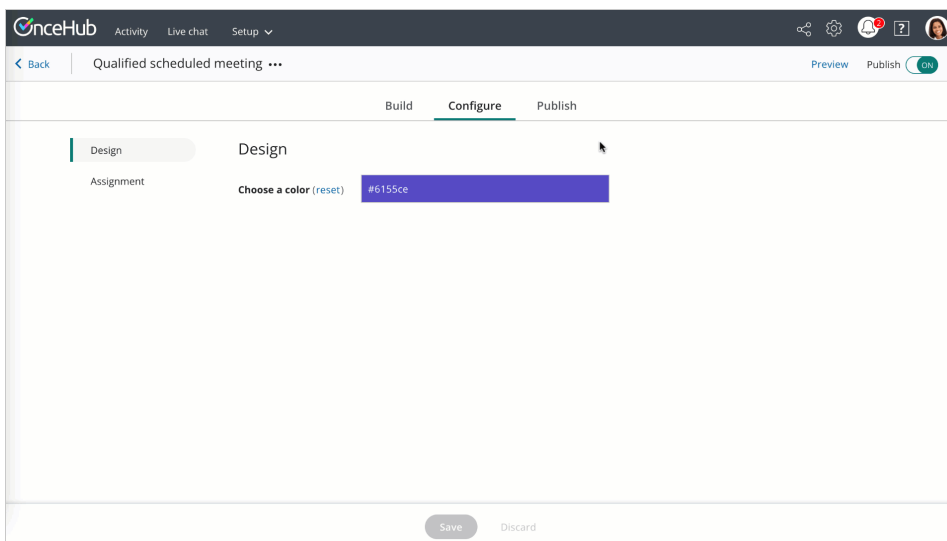 OnceHub Activity Live chat Setup 2 ?
Back Qualified scheduled meeting ••• Preview Publish ON
Build Configure Publish
Design Design
Assignment
Choose a color (reset) #6155ce
Save Discard